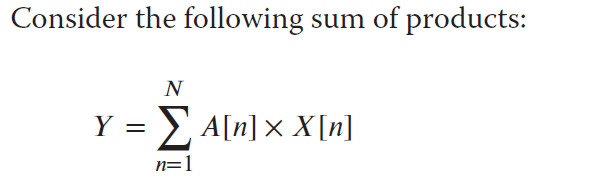 Consider the following sum of products:
N
Y = ∑ A[n] × X[n]
n=1